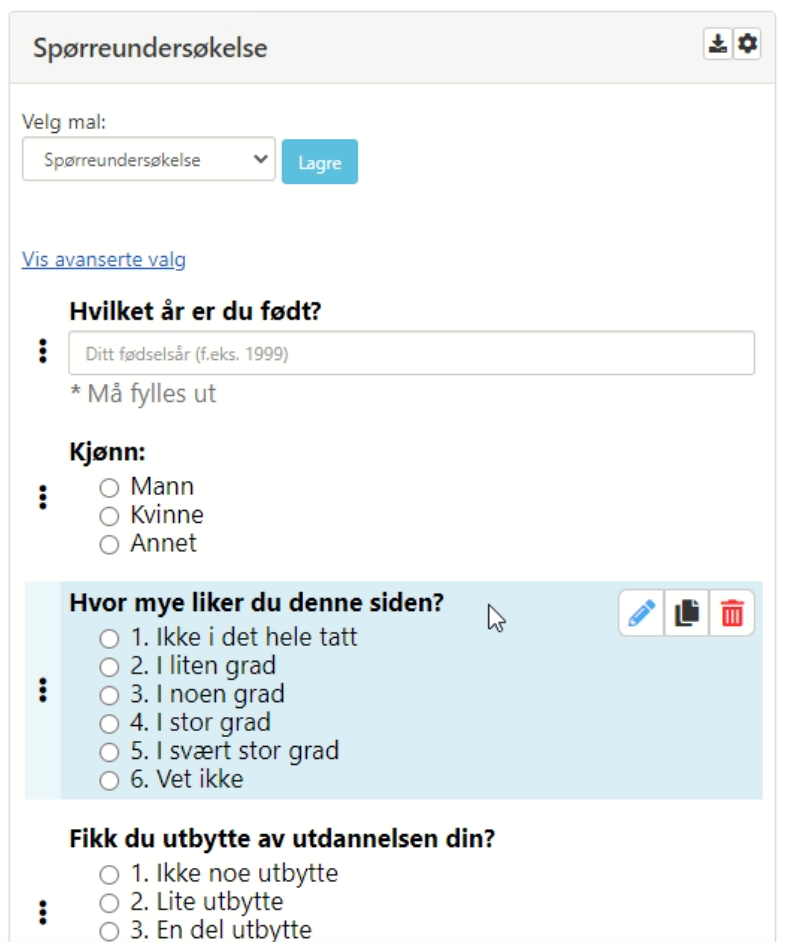 Spørreundersøkelse
Velg mal:
Spørreundersøkelse
Lagre
Vis avanserte valg
Hvilket år er du født?
Ditt fødselsår (f.eks. 1999)
* Må fylles ut
Kjønn:
Mann
Kvinne
Annet
Hvor mye liker du denne siden?
1. Ikke i det hele tatt
2. I liten grad
3. I noen grad
4. I stor grad
5. I svært stor grad
6. Vet ikke
Fikk du utbytte av utdannelsen din?
1. Ikke noe utbytte
2. Lite utbytte
3. En del utbytte